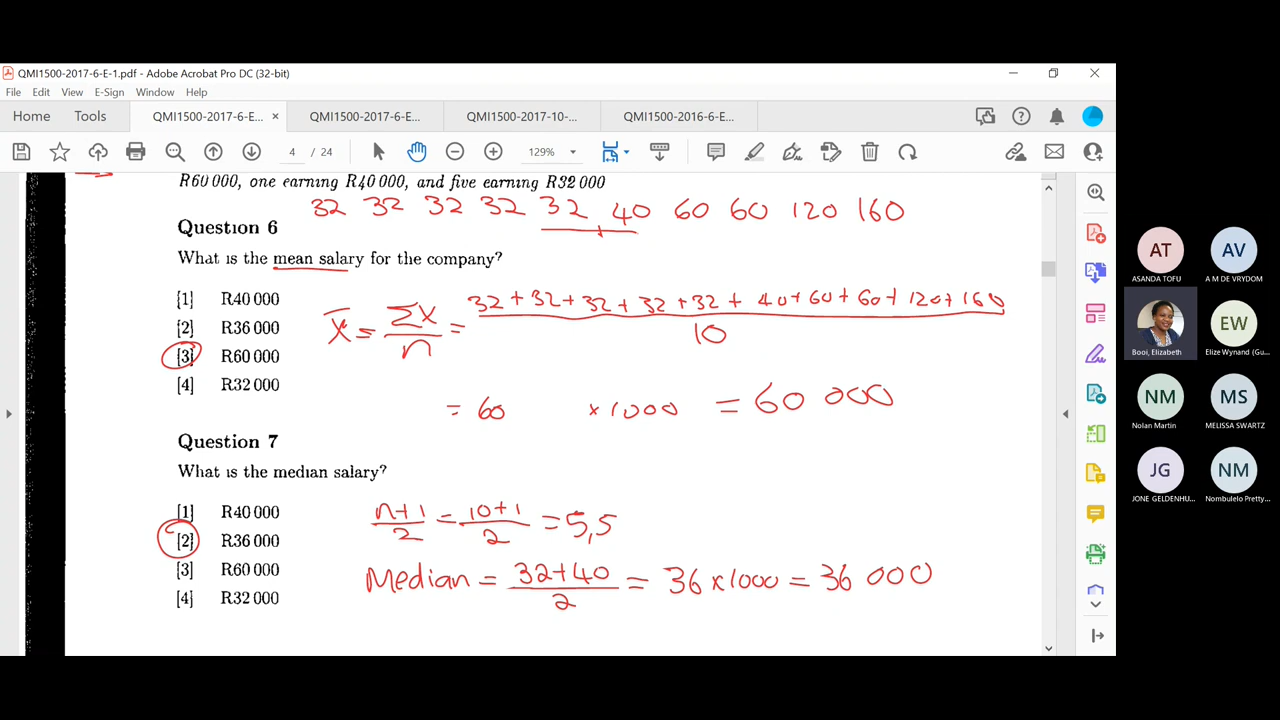 QMI1500-2017-6-E-1.pdf - Adobe Acrobat Pro DC (32-bit)
File Edit View E-Sign Window Help
Home Tools QMI1500-2017-6-E... × QMI1500-2017-6-E... QMI1500-2017-10-... QMI1500-2016-6-E...
4 / 24 129%
R60 000, one earning R40 000, and five earning R32 000
32 32 32 32 32 40 60 60 120 160
Question 6
What is the mean salary for the company?
[1] R40 000
[2] R36 000
[3] R60 000
[4] R32 000
x̄ = Σx/n = 32+32+32+32+32+40+60+60+120+160/10
= 60 ×1000 = 60 000
Question 7
What is the median salary?
[1] R40 000
[2] R36 000
[3] R60 000
[4] R32 000
n+1/2 = 10+1/2 = 5,5
Median = 32+40/2 = 36 ×1000 = 36 000
AT
ASANDA TOFU
AV
A M DE VRYDOM
Booi, Elizabeth
EW
Elize Wynand (Gu...
NM
Nolan Martin
MS
MELISSA SWARTZ
JG
JONE GELDENHU...
NM
Nombulelo Pretty...